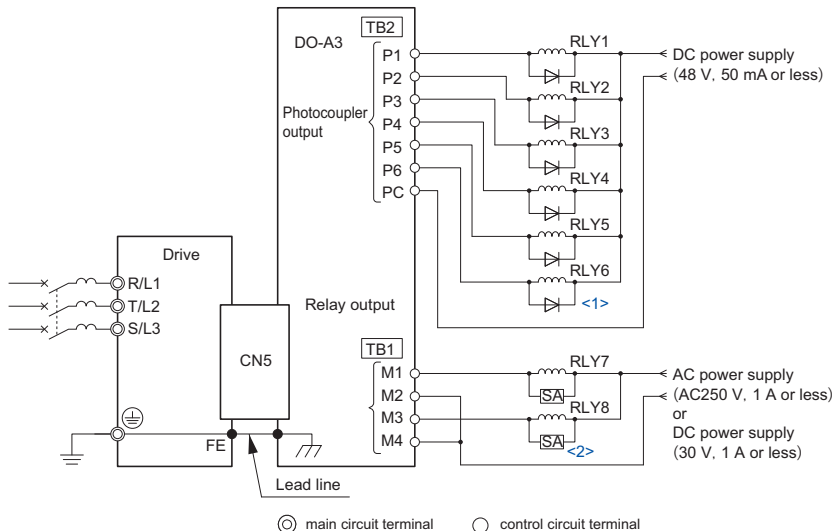 TB2
DO-A3
P1
P2
P3
P4
P5
P6
PC
Photocoupler
output
RLY1
RLY2
RLY3
RLY4
RLY5
RLY6
<1>
DC power supply
(48 V, 50 mA or less)
Drive
R/L1
T/L2
S/L3
CN5
FE
Lead line
Relay output
TB1
M1
M2
M3
M4
RLY7
SA
RLY8
SA
<2>
AC power supply
(AC250 V, 1 A or less)
or
DC power supply
(30 V, 1 A or less)
main circuit terminal
control circuit terminal